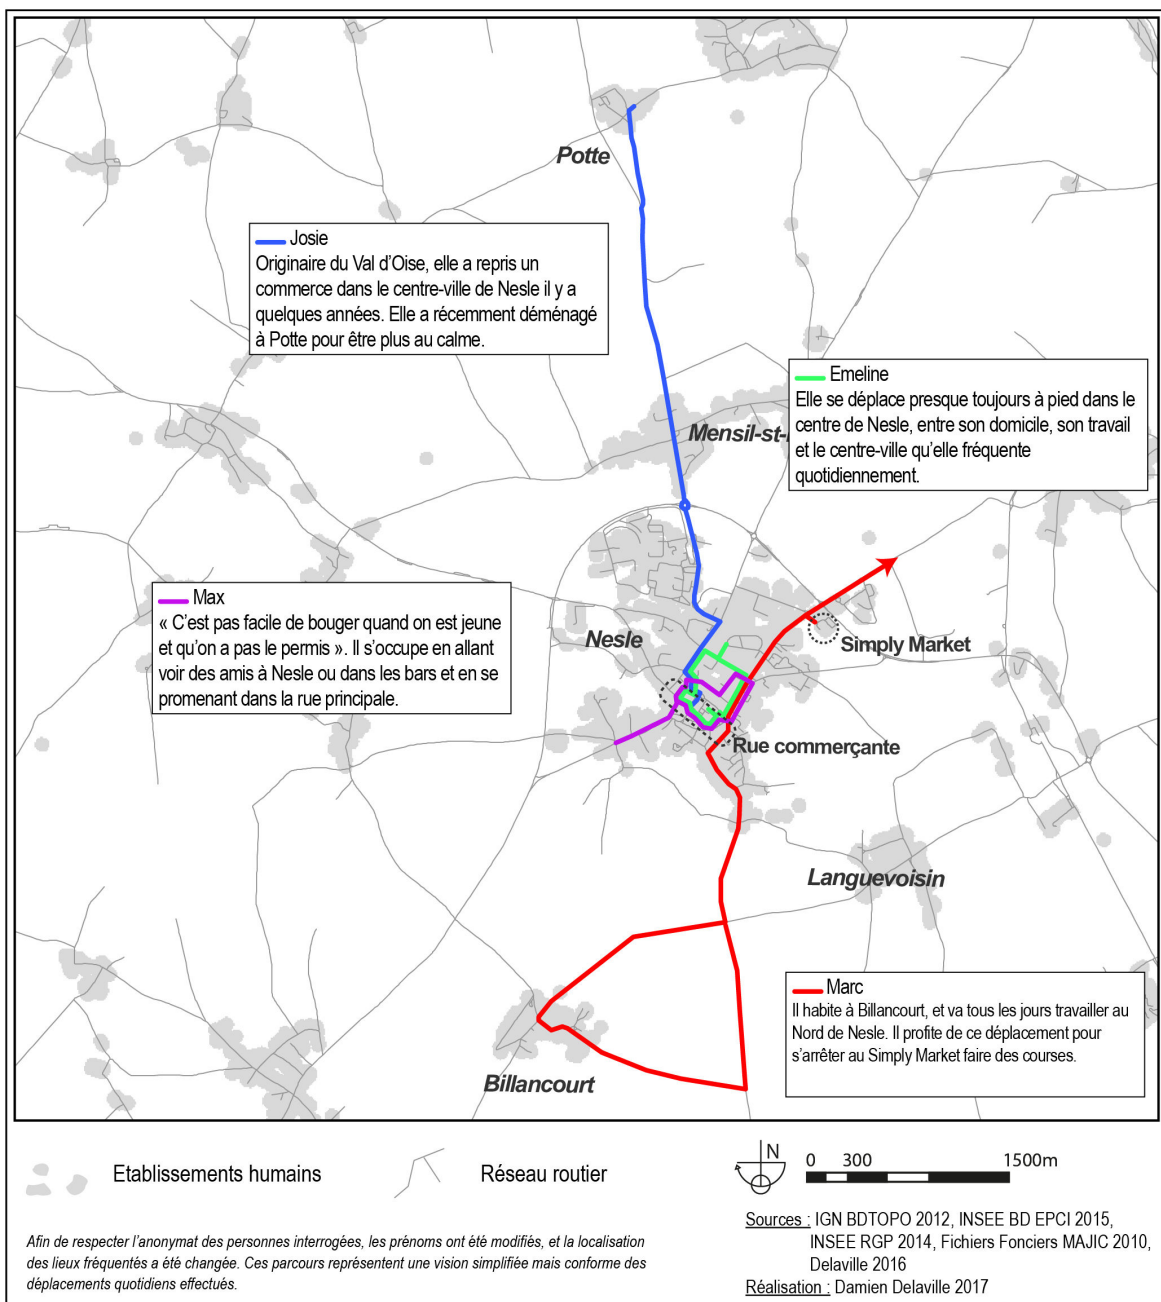 Potte
Josie
Originaire du Val d’Oise, elle a repris un
commerce dans le centre-ville de Nesle il y a
quelques années. Elle a récemment déménagé
à Potte pour être plus au calme.
Emeline
Elle se déplace presque toujours à pied dans le
centre de Nesle, entre son domicile, son travail
et le centre-ville qu’elle fréquente
quotidiennement.
Mensil-st-
Max
« C’est pas facile de bouger quand on est jeune
et qu’on a pas le permis ». Il s’occupe en allant
voir des amis à Nesle ou dans les bars et en se
promenant dans la rue principale.
Nesle
Simply Market
Rue commerçante
Languevoisin
Marc
Il habite à Billancourt, et va tous les jours travailler au
Nord de Nesle. Il profite de ce déplacement pour
s’arrêter au Simply Market faire des courses.
Billancourt
Etablissements humains
Réseau routier
N
0 300 1500m
Afin de respecter l’anonymat des personnes interrogées, les prénoms ont été modifiés, et la localisation
des lieux fréquentés a été changée. Ces parcours représentent une vision simplifiée mais conforme des
déplacements quotidiens effectués.
Sources : IGN BDTOPO 2012, INSEE BD EPCI 2015,
INSEE RGP 2014, Fichiers Fonciers MAJIC 2010,
Delaville 2016
Réalisation : Damien Delaville 2017